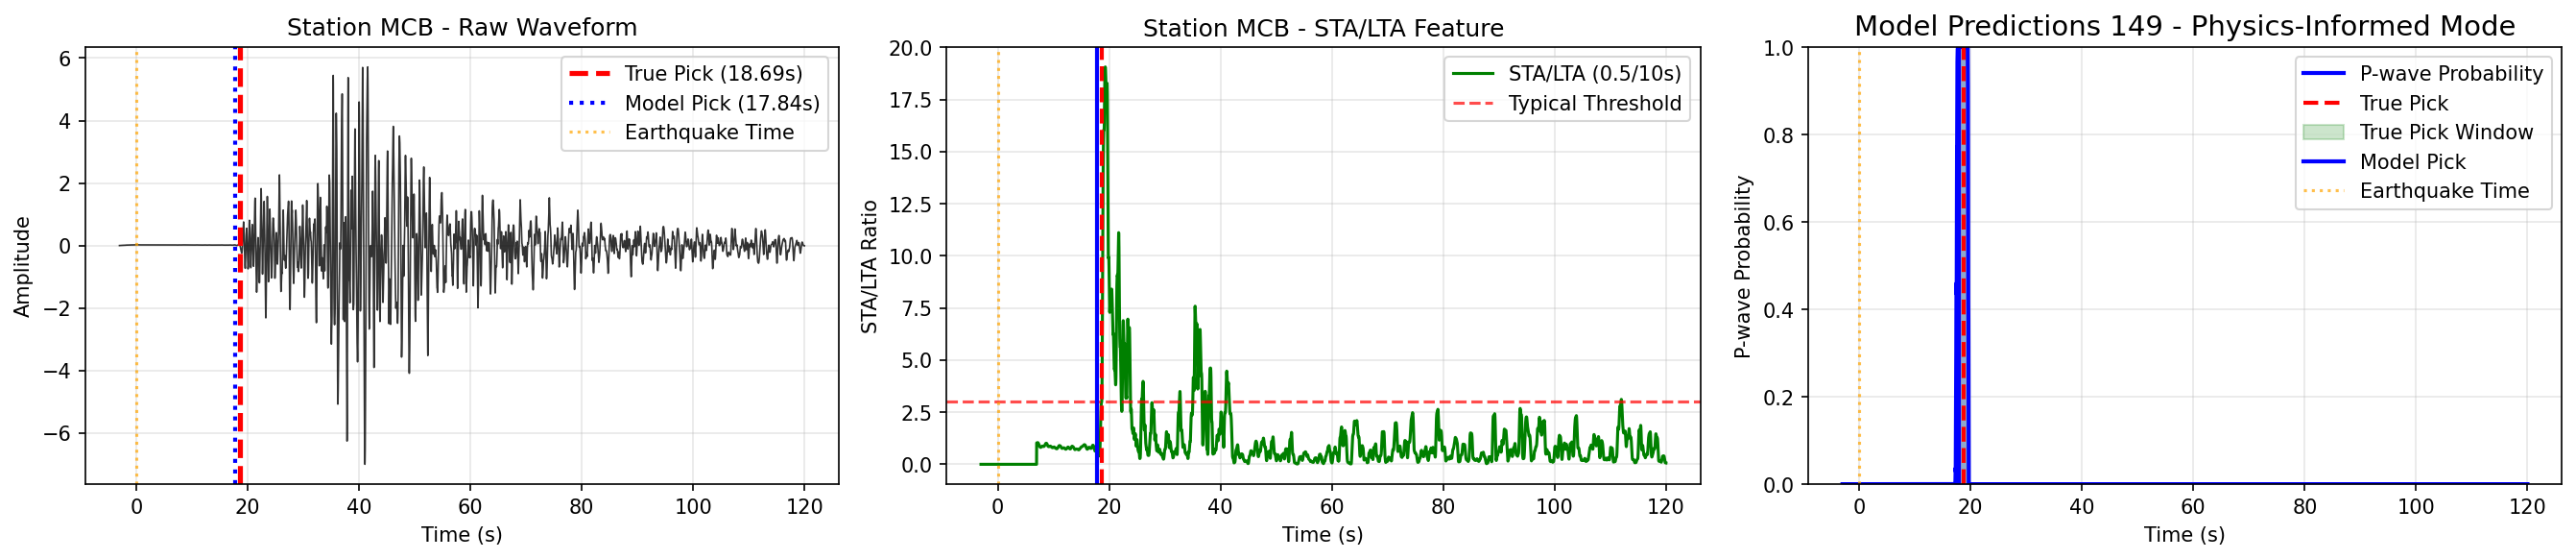 Station MCB - Raw Waveform
Amplitude
6
4
2
0
−2
−4
−6
True Pick (18.69s)
Model Pick (17.84s)
Earthquake Time
0
20
40
60
80
100
120
Time (s)
Station MCB - STA/LTA Feature
STA/LTA Ratio
20.0
17.5
15.0
12.5
10.0
7.5
5.0
2.5
0.0
STA/LTA (0.5/10s)
Typical Threshold
0
20
40
60
80
100
120
Time (s)
Model Predictions 149 - Physics-Informed Mode
P-wave Probability
1.0
0.8
0.6
0.4
0.2
0.0
P-wave Probability
True Pick
True Pick Window
Model Pick
Earthquake Time
0
20
40
60
80
100
120
Time (s)